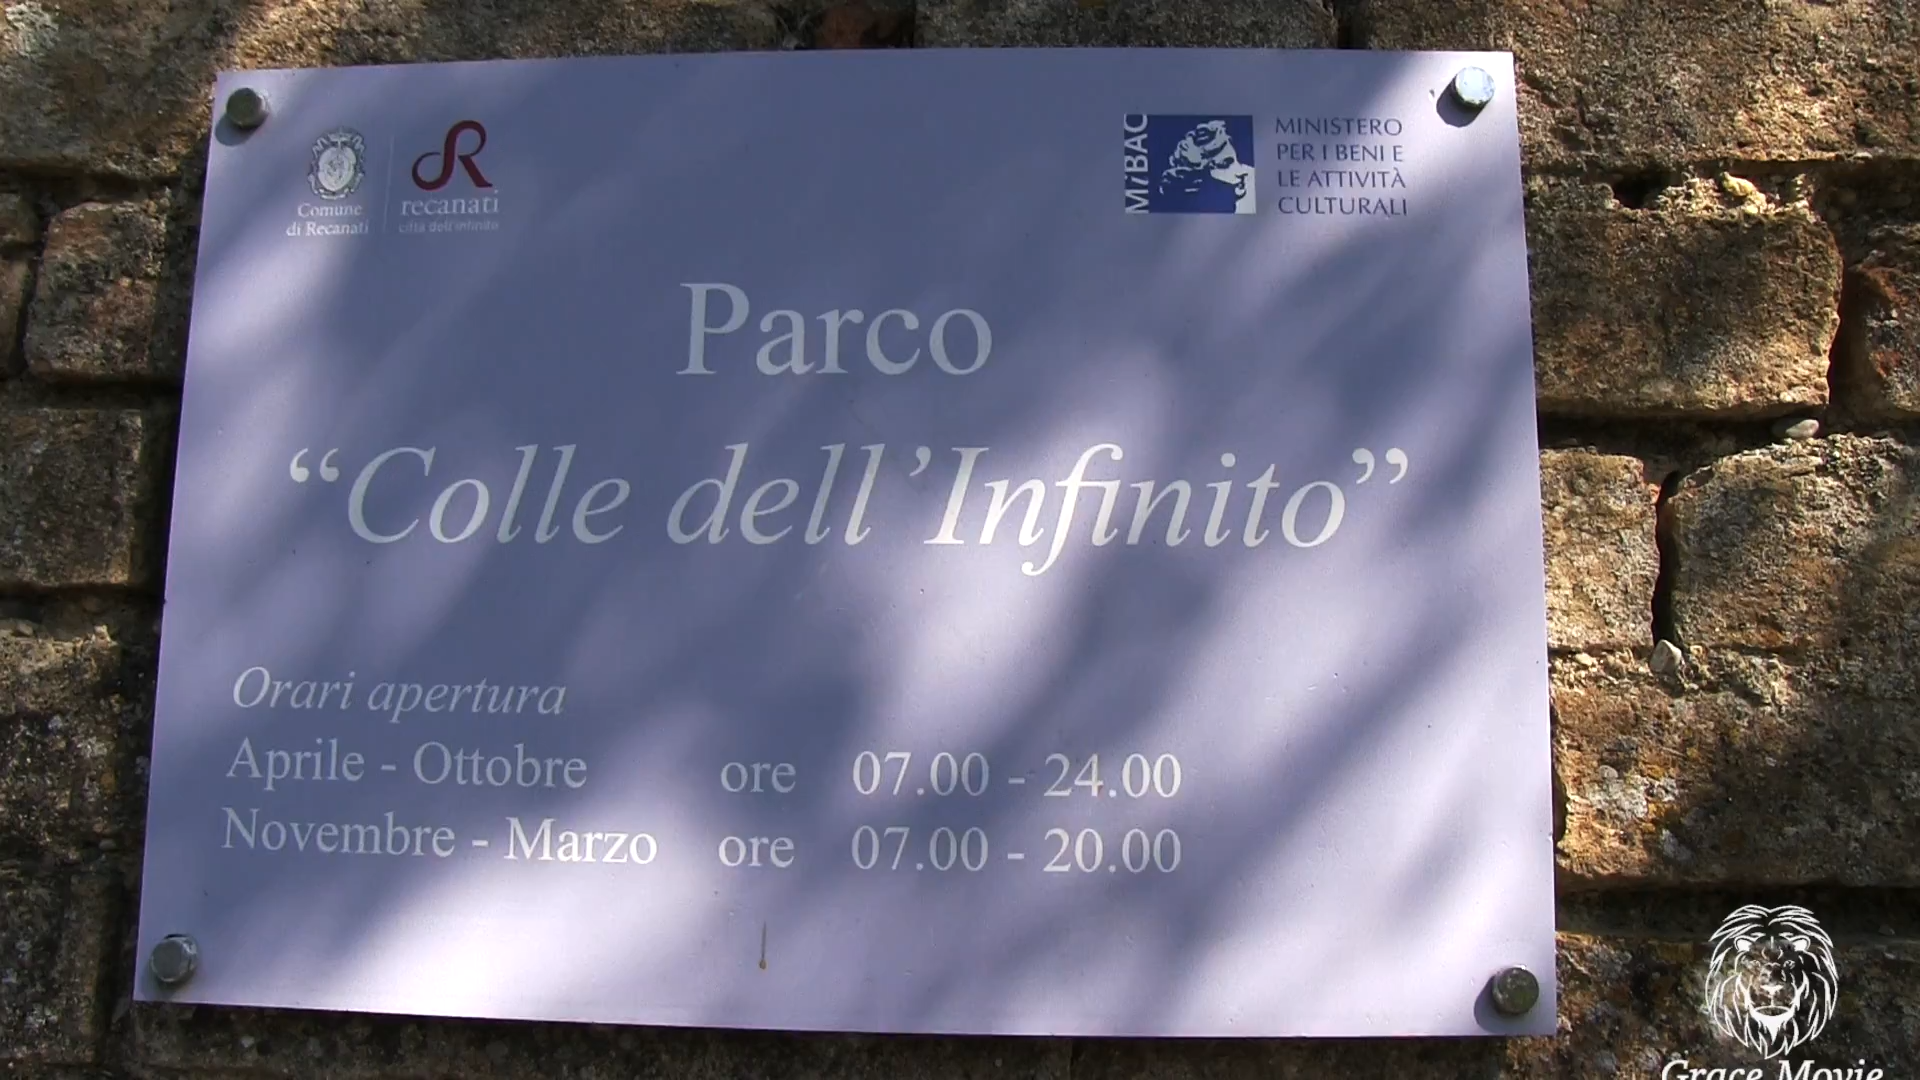 Comune
di Recanati
recanati
città dell'infinito
MiBAC
MINISTERO
PER I BENI E
LE ATTIVITÀ
CULTURALI
Parco
“Colle dell’Infinito”
Orari apertura
Aprile - Ottobre ore 07.00 - 24.00
Novembre - Marzo ore 07.00 - 20.00
Grace Movie